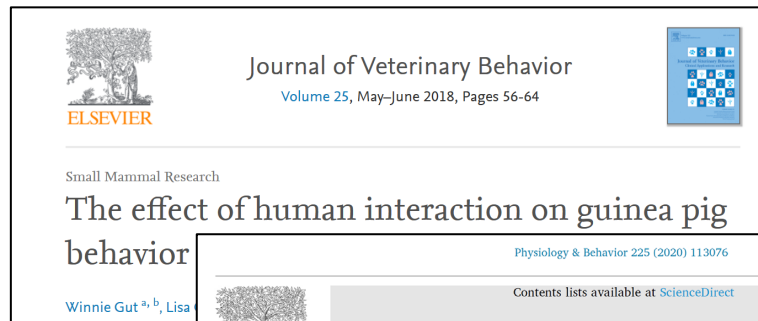 Journal of Veterinary Behavior
Volume 25, May–June 2018, Pages 56-64
ELSEVIER
Small Mammal Research
The effect of human interaction on guinea pig
behavior
Physiology & Behavior 225 (2020) 113076
Contents lists available at ScienceDirect
Winnie Gut a, b, Lisa